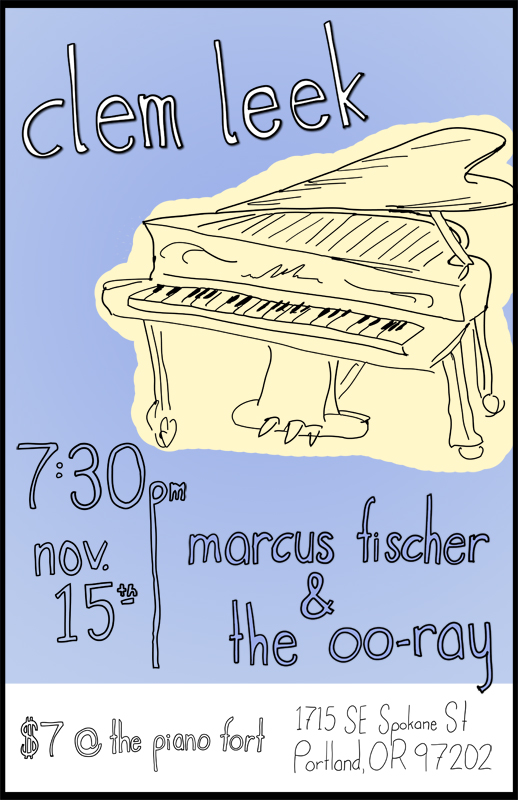 clem leek
7:30pm
nov.
15th
marcus fischer
&
the oo-ray
$7 @ the piano fort
1715 SE Spokane St
Portland, OR 97202